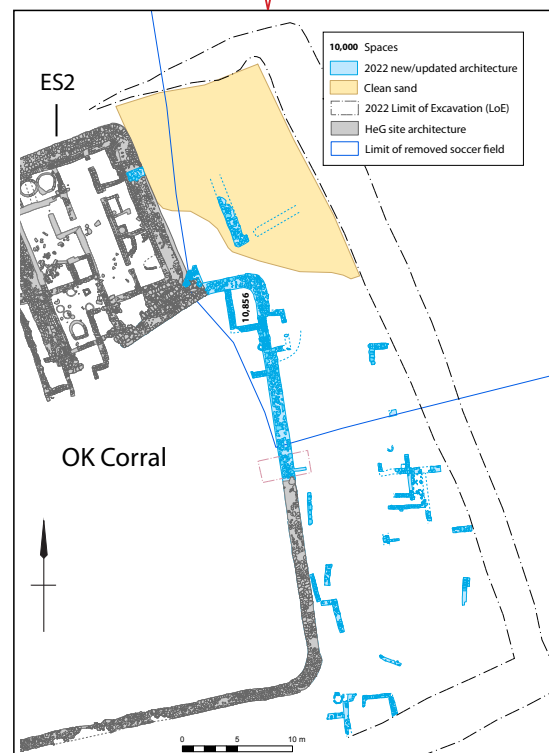 ES2
10,000 Spaces
2022 new/updated architecture
Clean sand
2022 Limit of Excavation (LoE)
HeG site architecture
Limit of removed soccer field
10,856
OK Corral
0 5 10 m